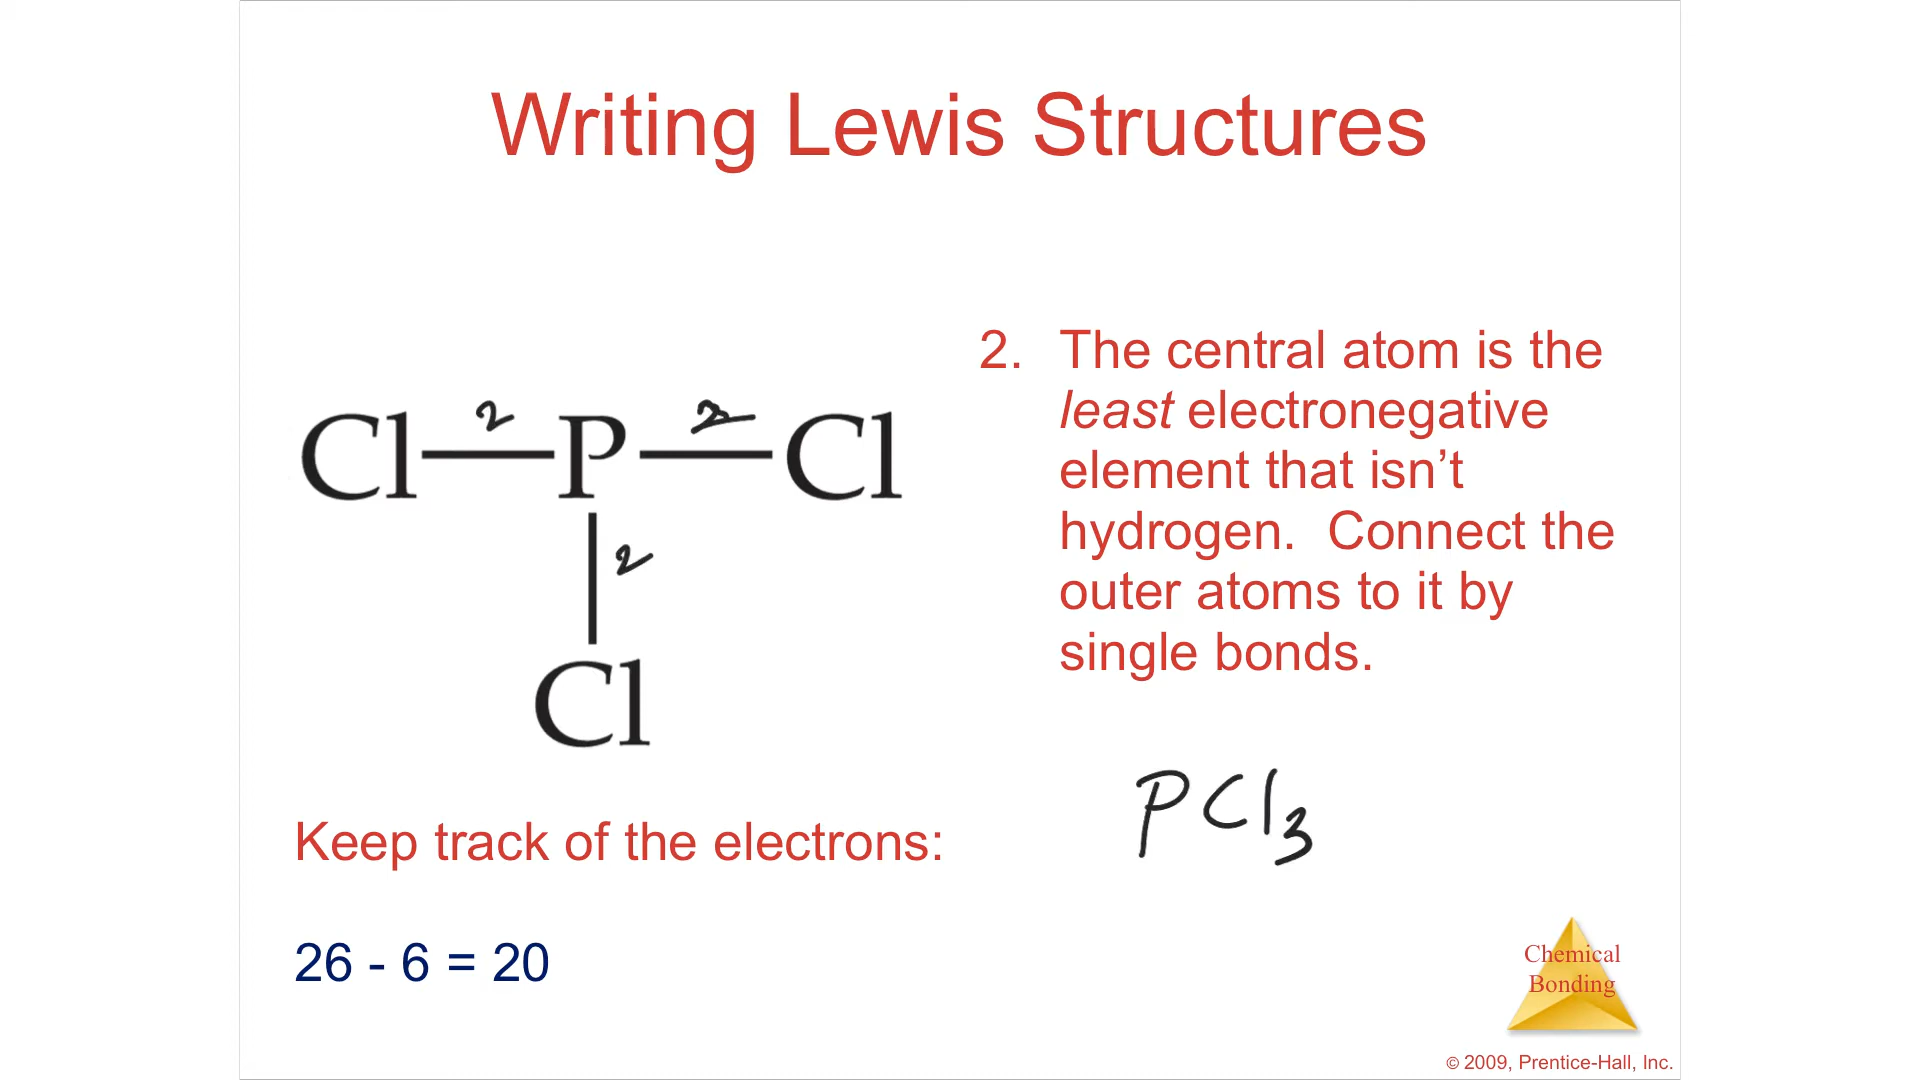 Writing Lewis Structures
2. The central atom is the
least electronegative
element that isn’t
hydrogen. Connect the
outer atoms to it by
single bonds.
2 2
Cl P Cl
2
Cl
PCl3
Keep track of the electrons:
26 - 6 = 20
Chemical
Bonding
© 2009, Prentice-Hall, Inc.